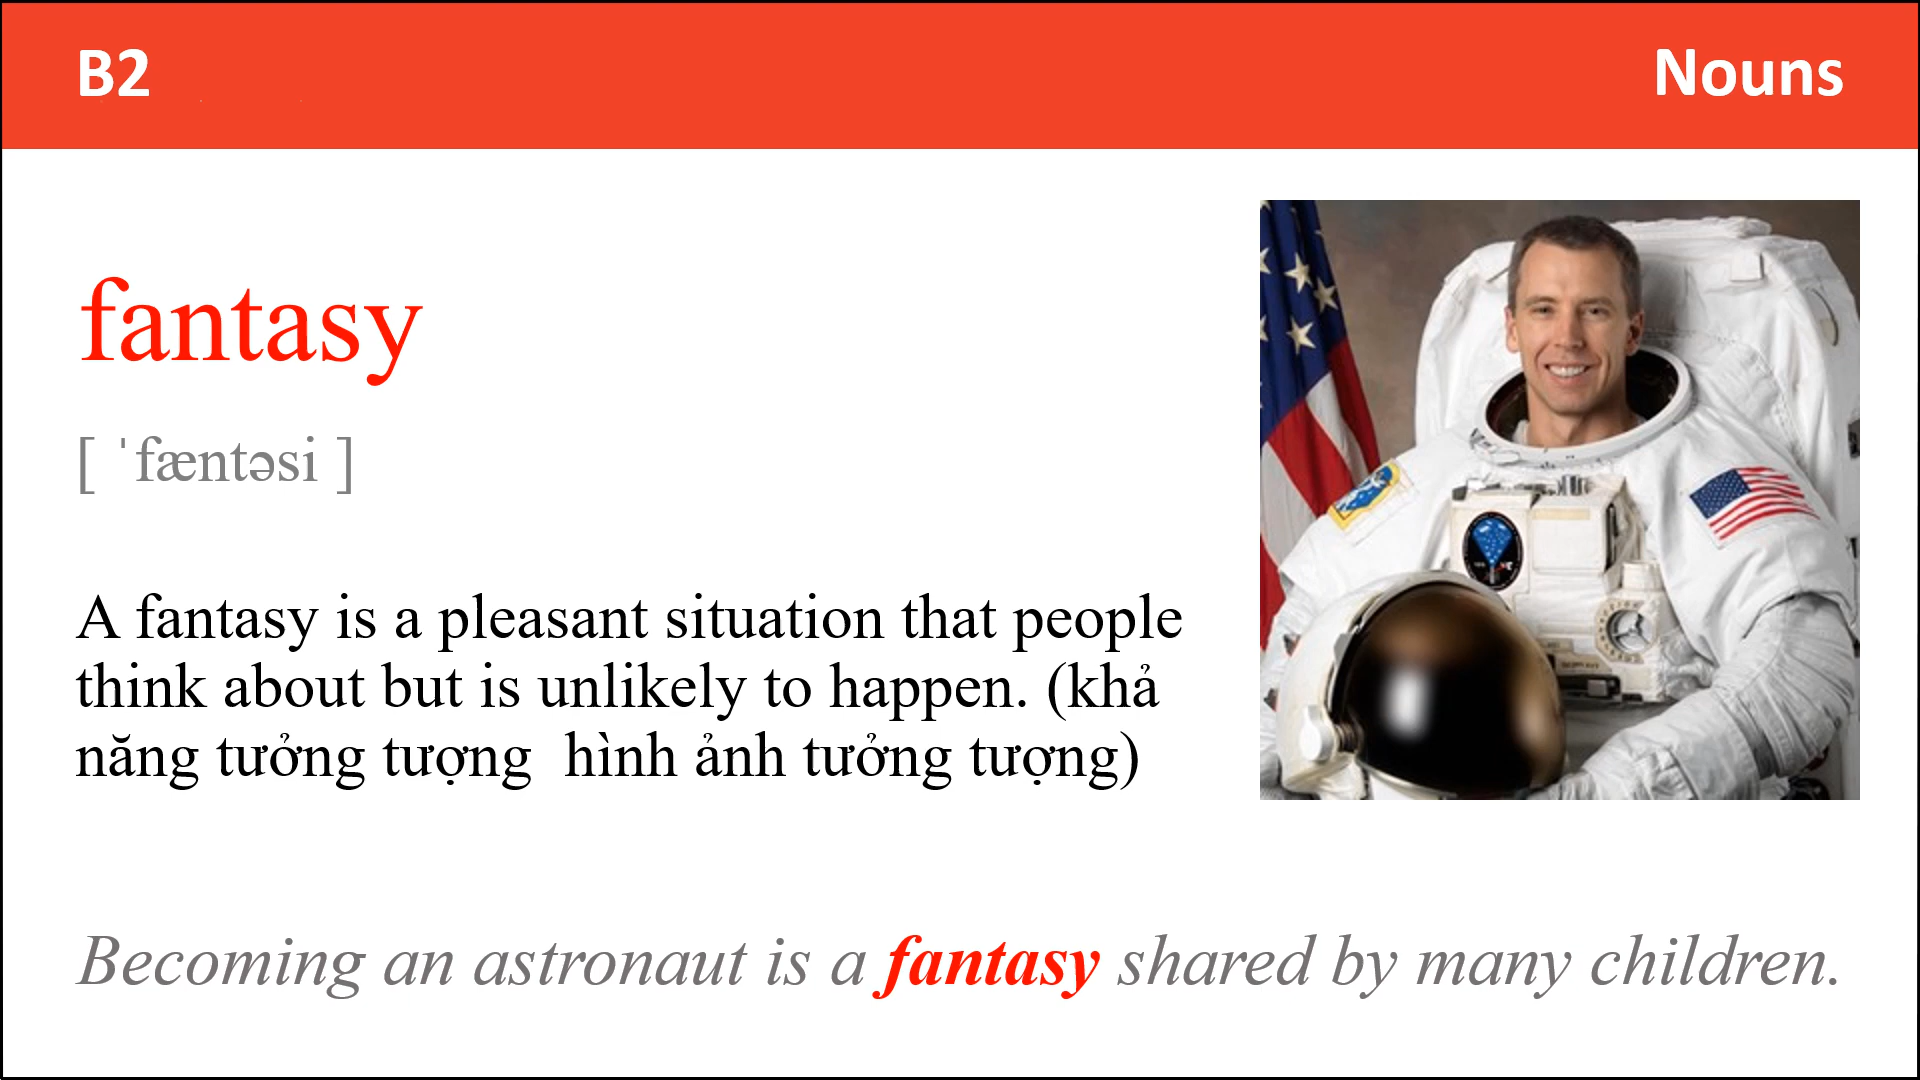 B2
Nouns
fantasy
[ ˈfæntəsi ]
A fantasy is a pleasant situation that people
think about but is unlikely to happen. (khả
năng tưởng tượng  hình ảnh tưởng tượng)
Becoming an astronaut is a fantasy shared by many children.